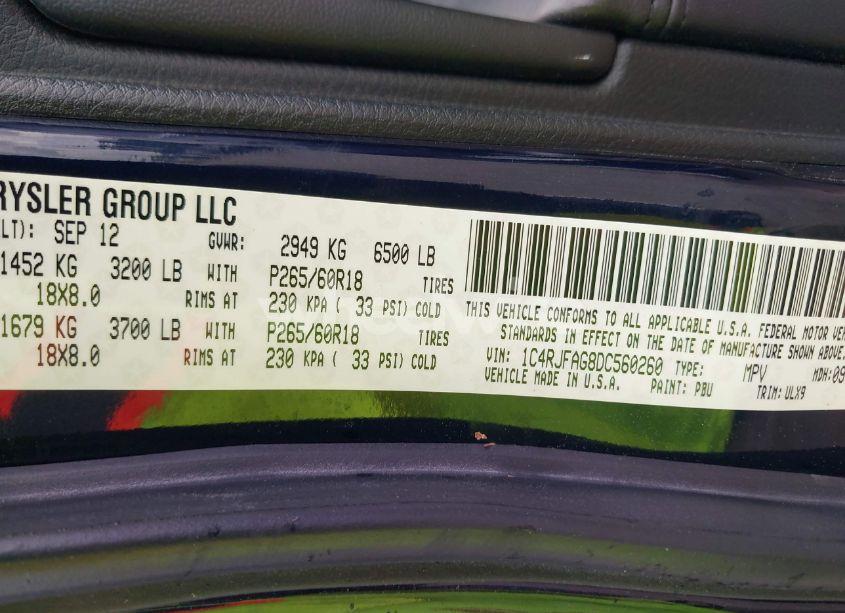 RYSLER GROUP LLC
LT): SEP 12 GVWR: 2949 KG 6500 LB
1452 KG 3200 LB WITH P265/60R18 TIRES
18X8.0 RIMS AT 230 KPA ( 33 PSI) COLD
1679 KG 3700 LB WITH P265/60R18 TIRES
18X8.0 RIMS AT 230 KPA ( 33 PSI) COLD
THIS VEHICLE CONFORMS TO ALL APPLICABLE U.S.A. FEDERAL MOTOR VEH
STANDARDS IN EFFECT ON THE DATE OF MANUFACTURE SHOWN ABOVE.
VIN: 1C4RJFAG8DC560260 TYPE: MPV MDH:09
VEHICLE MADE IN U.S.A. PAINT: PBU TRIM: ULX9